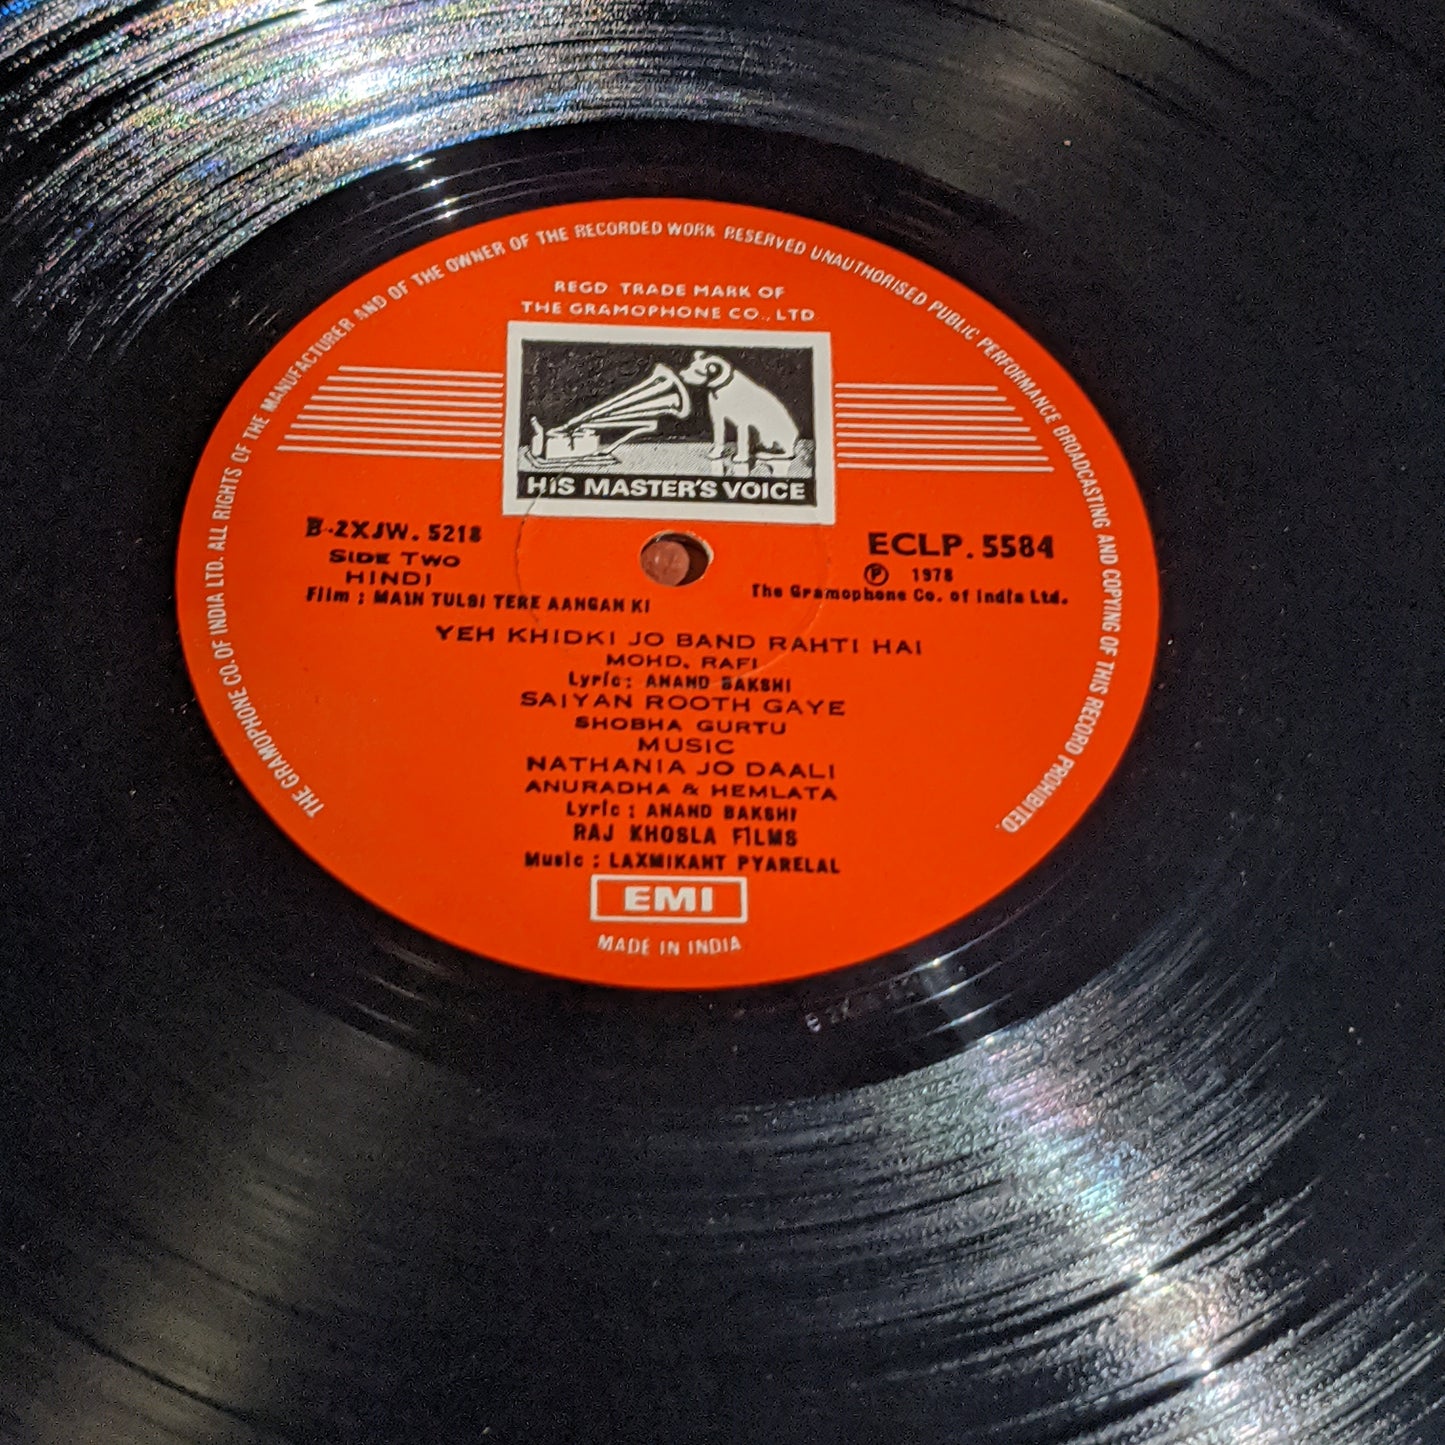 THE GRAMOPHONE CO. OF INDIA LTD. ALL RIGHTS OF THE MANUFACTURER AND OF THE OWNER OF THE RECORDED WORK RESERVED UNAUTHORISED PUBLIC PERFORMANCE BROADCASTING AND COPYING OF THIS RECORD PROHIBITED.
REGD TRADE MARK OF
THE GRAMOPHONE CO., LTD
HIS MASTER'S VOICE
B-2XJW. 5218
ECLP. 5584
SIDE TWO
HINDI
Ⓟ 1978
The Gramophone Co. of India Ltd.
Film : MAIN TULSI TERE AANGAN KI
YEH KHIDKI JO BAND RAHTI HAI
MOHD. RAFI
Lyric: ANAND BAKSHI
SAIYAN ROOTH GAYE
SHOBHA GURTU
MUSIC
NATHANIA JO DAALI
ANURADHA & HEMLATA
Lyric : ANAND BAKSHI
RAJ KHOSLA FILMS
Music : LAXMIKANT PYARELAL
EMI
MADE IN INDIA